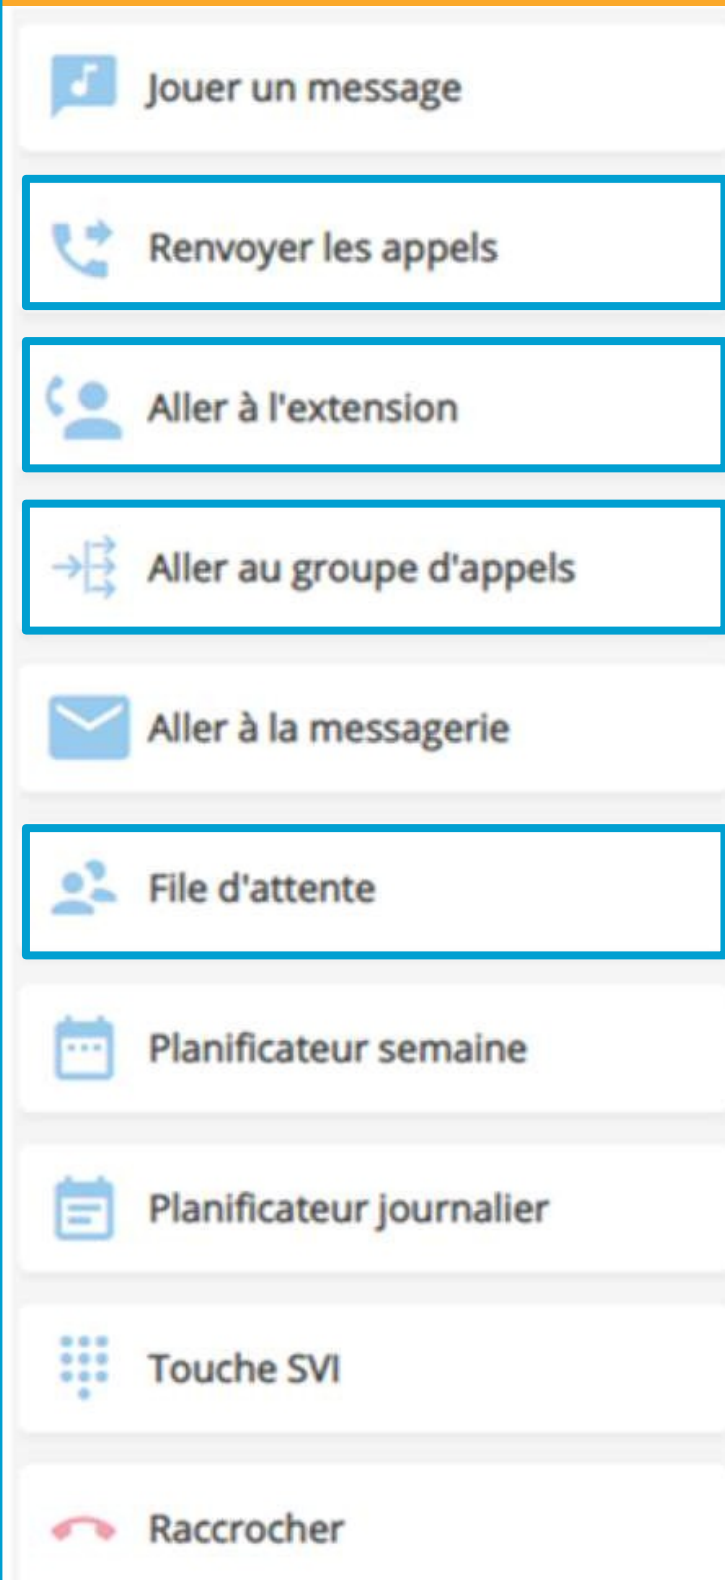 Jouer un message
Renvoyer les appels
Aller à l'extension
Aller au groupe d'appels
Aller à la messagerie
File d'attente
Planificateur semaine
Planificateur journalier
Touche SVI
Raccrocher